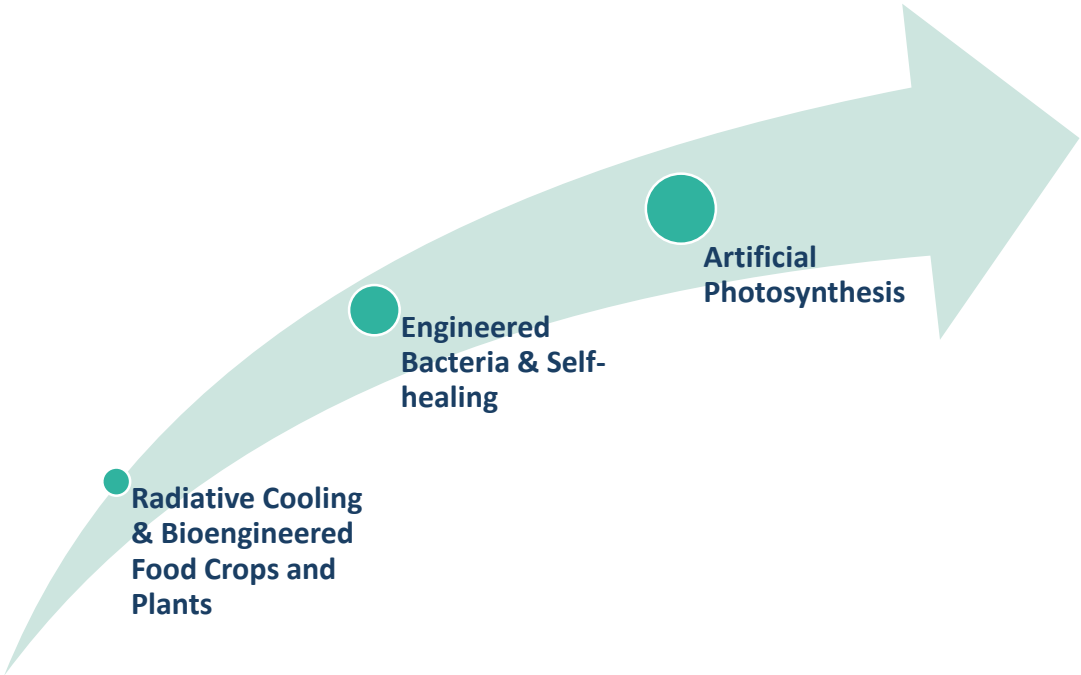 Artificial
Photosynthesis
Engineered
Bacteria & Self-
healing
Radiative Cooling
& Bioengineered
Food Crops and
Plants